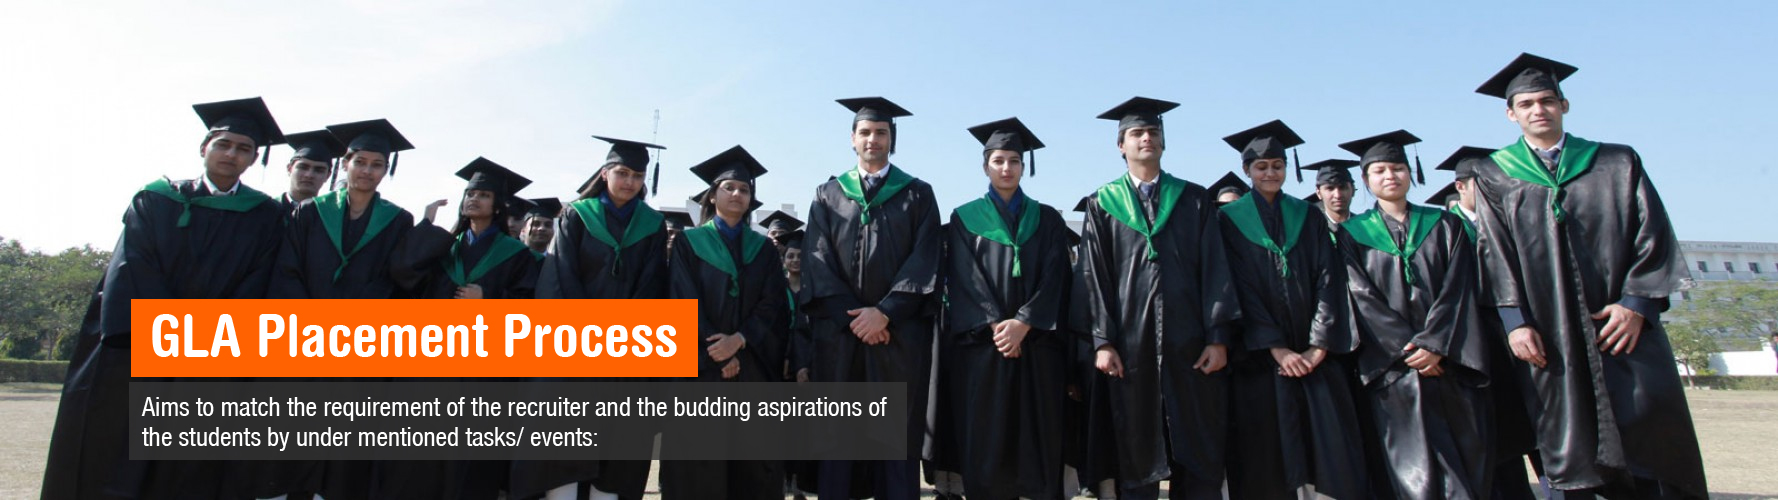 GLA Placement Process
Aims to match the requirement of the recruiter and the budding aspirations of
the students by under mentioned tasks/ events: